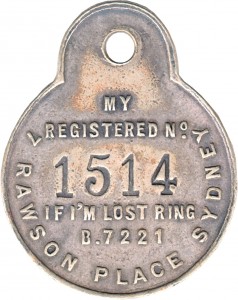 MY
REGISTERED Nº
1514
IF I'M LOST RING
B.7221
7 RAWSON PLACE SYDNEY